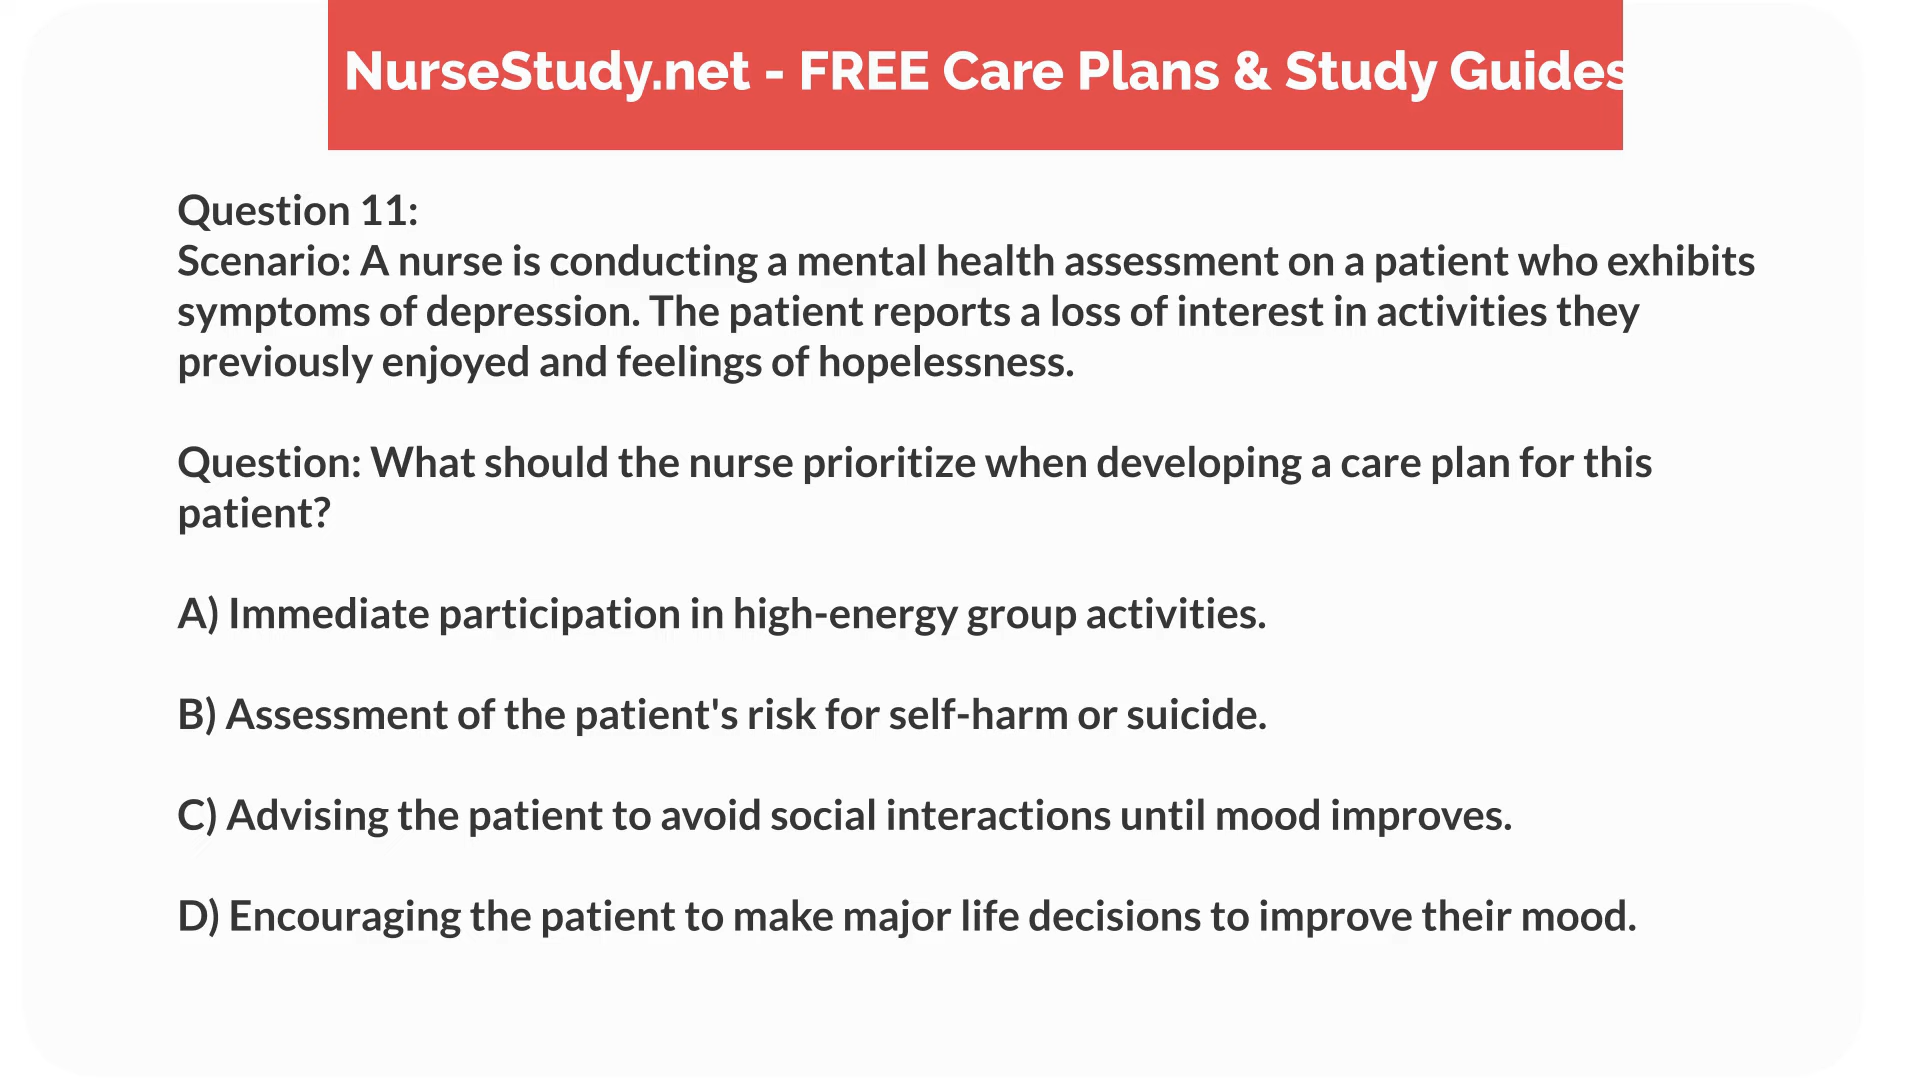 NurseStudy.net - FREE Care Plans & Study Guides
Question 11:
Scenario: A nurse is conducting a mental health assessment on a patient who exhibits
symptoms of depression. The patient reports a loss of interest in activities they
previously enjoyed and feelings of hopelessness.
Question: What should the nurse prioritize when developing a care plan for this
patient?
A) Immediate participation in high-energy group activities.
B) Assessment of the patient's risk for self-harm or suicide.
C) Advising the patient to avoid social interactions until mood improves.
D) Encouraging the patient to make major life decisions to improve their mood.